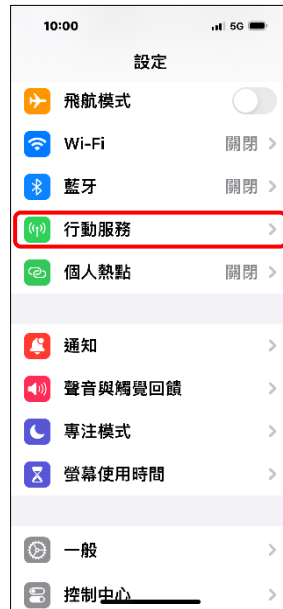 10:00 5G
設定
飛航模式
Wi-Fi 關閉
藍牙 關閉
行動服務
個人熱點 關閉
通知
聲音與觸覺回饋
專注模式
螢幕使用時間
一般
控制中心